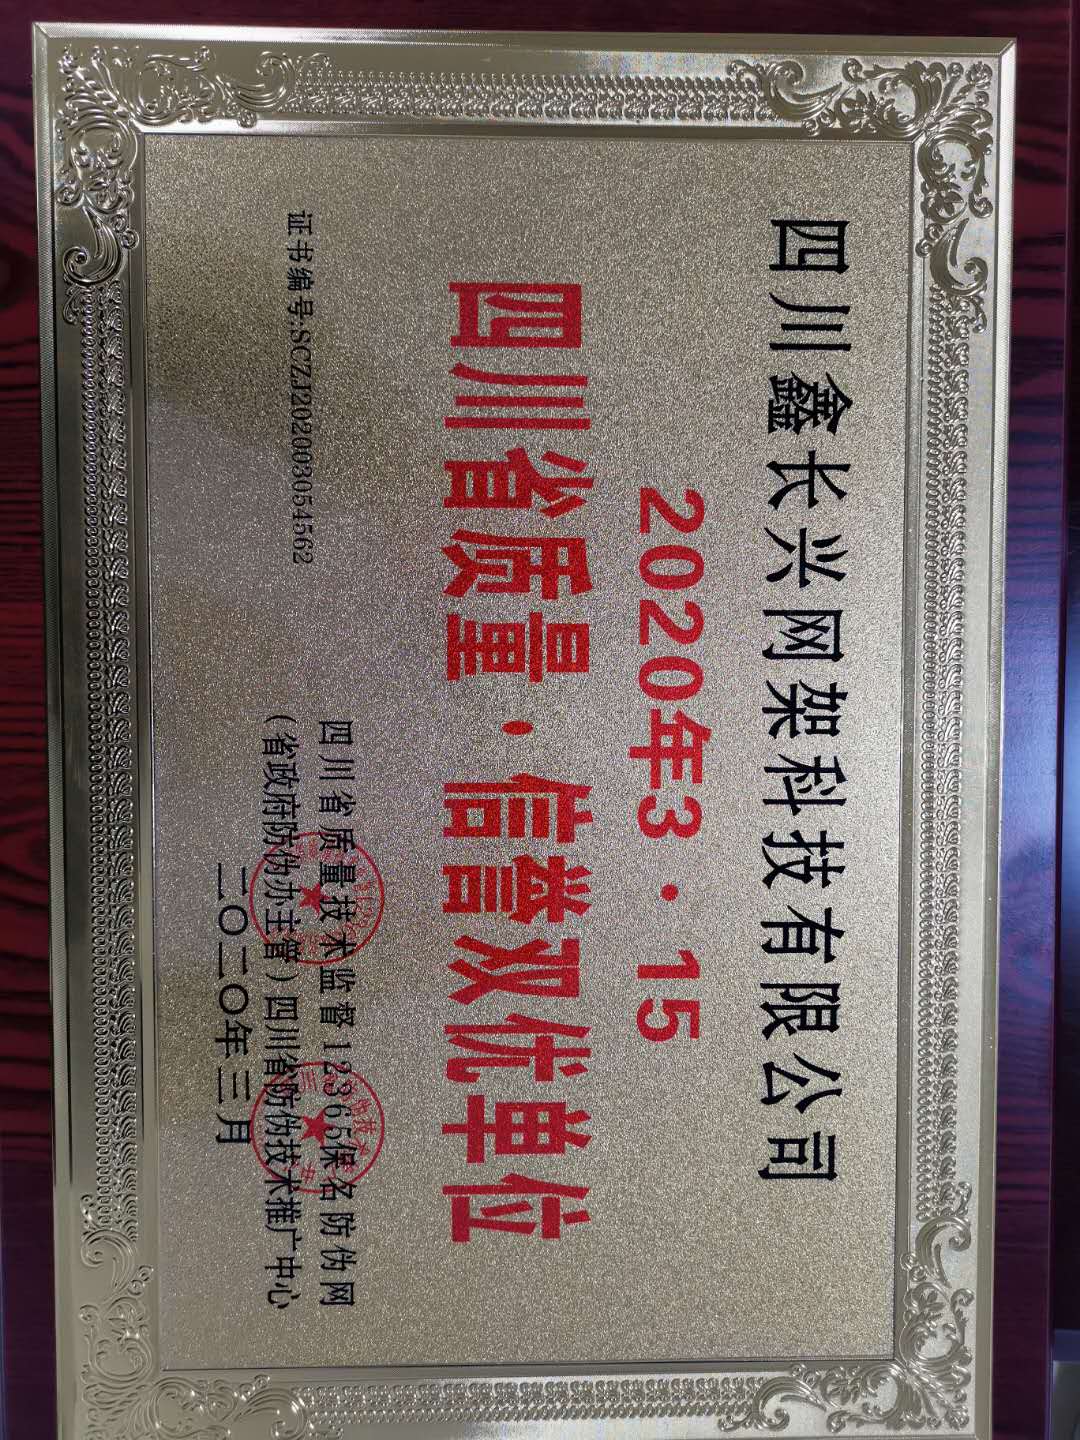 四川鑫长兴网架科技有限公司
2020年3·15
四川省质量·信誉双优单位
证书编号:SCZJ202003054562
四川省质量技术监督12365保名防伪网
（省政府防伪办主管）四川省防伪技术推广中心
二〇二〇年三月